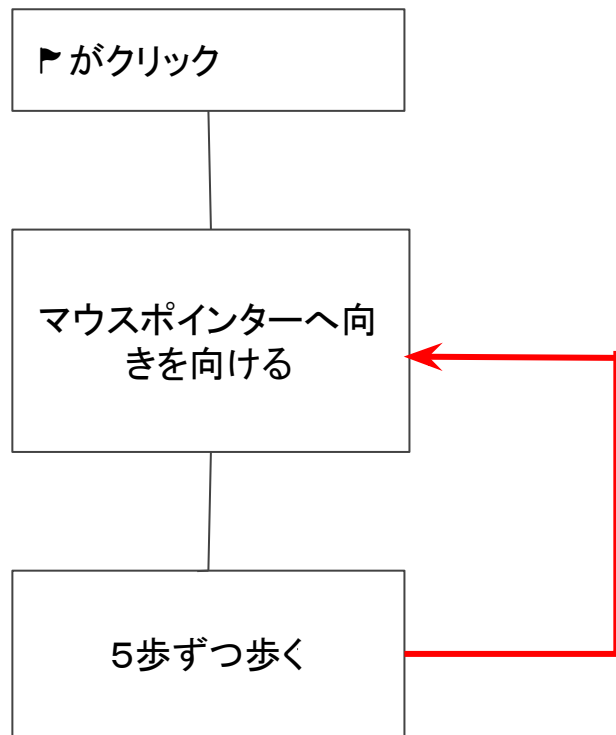 がクリック
マウスポインターへ向
きを向ける
５歩ずつ歩く